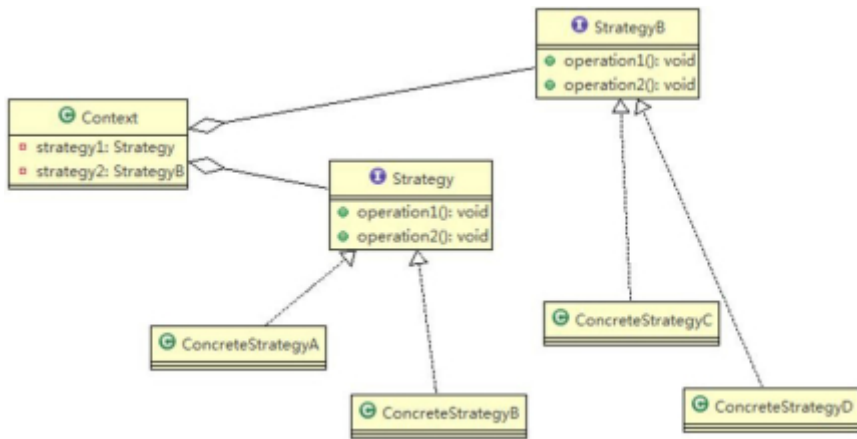 StrategyB
operation1(): void
operation2(): void
Context
strategy1: Strategy
strategy2: StrategyB
Strategy
operation1(): void
operation2(): void
ConcreteStrategyA
ConcreteStrategyB
ConcreteStrategyC
ConcreteStrategyD